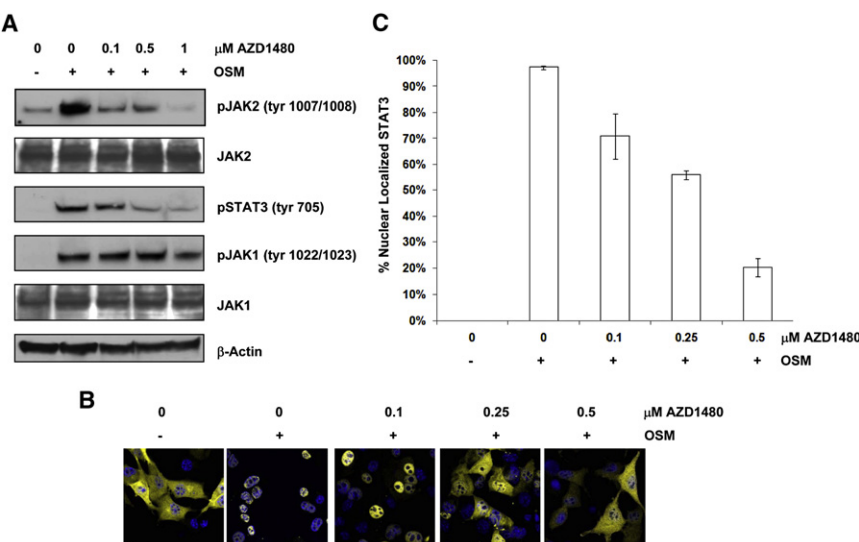 A
0 0 0.1 0.5 1 μM AZD1480
- + + + + OSM
pJAK2 (tyr 1007/1008)
JAK2
pSTAT3 (tyr 705)
pJAK1 (tyr 1022/1023)
JAK1
β-Actin
C
% Nuclear Localized STAT3
100%
90%
80%
70%
60%
50%
40%
30%
20%
10%
0%
0 0 0.1 0.25 0.5 μM AZD1480
- + + + + OSM
B
0 0 0.1 0.25 0.5 μM AZD1480
- + + + + OSM